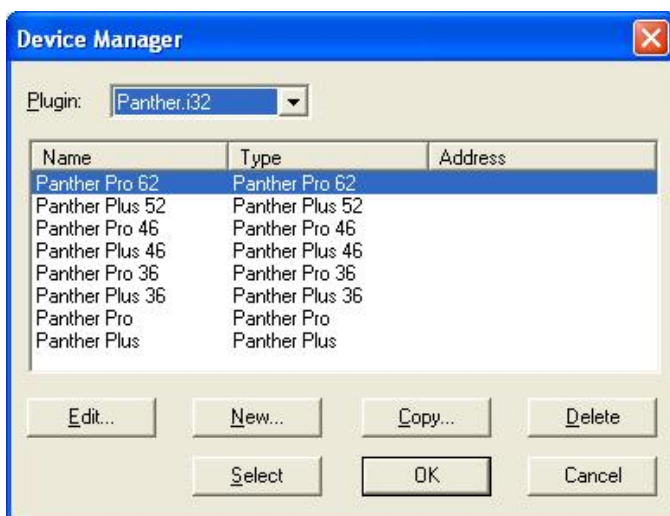 Device Manager
Plugin: Panther.i32
Name Type Address
Panther Pro 62 Panther Pro 62
Panther Plus 52 Panther Plus 52
Panther Pro 46 Panther Pro 46
Panther Plus 46 Panther Plus 46
Panther Pro 36 Panther Pro 36
Panther Plus 36 Panther Plus 36
Panther Pro Panther Pro
Panther Plus Panther Plus
Edit... New... Copy... Delete
Select OK Cancel